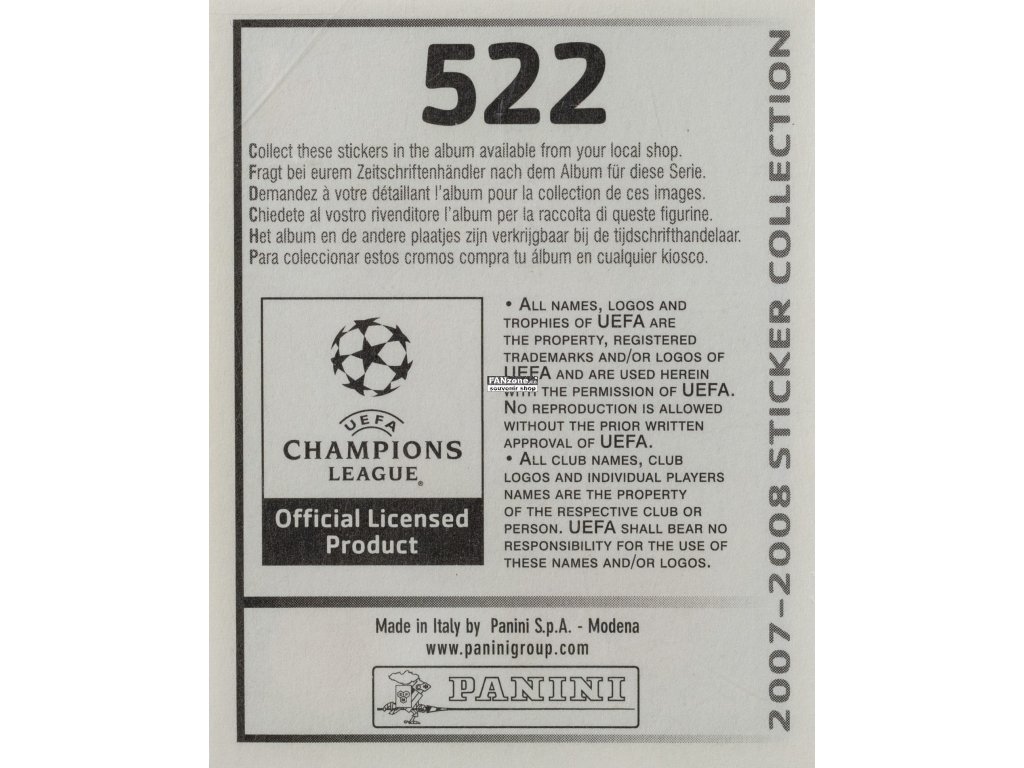 522
Collect these stickers in the album available from your local shop.
Fragt bei eurem Zeitschriftenhändler nach dem Album für diese Serie.
Demandez à votre détaillant l'album pour la collection de ces images.
Chiedete al vostro rivenditore l'album per la raccolta di queste figurine.
Het album en de andere plaatjes zijn verkrijgbaar bij de tijdschrifthandelaar.
Para coleccionar estos cromos compra tu álbum en cualquier kiosco.
UEFA
CHAMPIONS
LEAGUE®
Official Licensed
Product
• ALL NAMES, LOGOS AND
TROPHIES OF UEFA ARE
THE PROPERTY, REGISTERED
TRADEMARKS AND/OR LOGOS OF
UEFA AND ARE USED HEREIN
WITH THE PERMISSION OF UEFA.
NO REPRODUCTION IS ALLOWED
WITHOUT THE PRIOR WRITTEN
APPROVAL OF UEFA.
• ALL CLUB NAMES, CLUB
LOGOS AND INDIVIDUAL PLAYERS
NAMES ARE THE PROPERTY
OF THE RESPECTIVE CLUB OR
PERSON. UEFA SHALL BEAR NO
RESPONSIBILITY FOR THE USE OF
THESE NAMES AND/OR LOGOS.
FANzone.cz
souvenir shop
Made in Italy by Panini S.p.A. - Modena
www.paninigroup.com
PANINI
2007-2008 STICKER COLLECTION